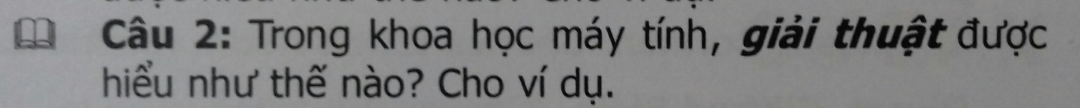 Câu 2: Trong khoa học máy tính, giải thuật được
hiểu như thế nào? Cho ví dụ.